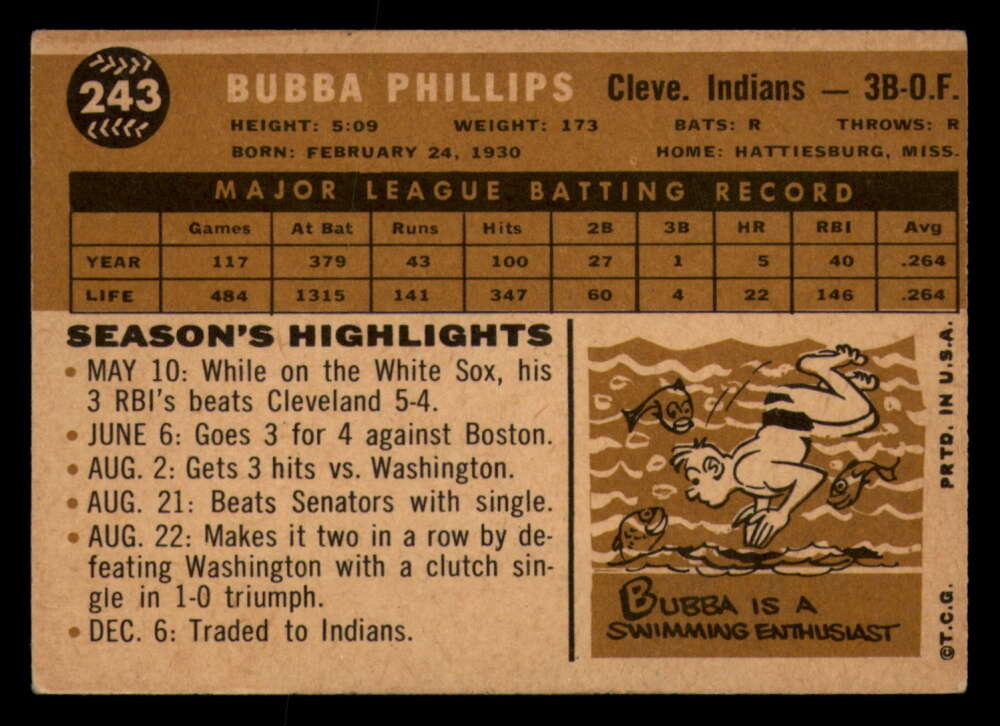 243
BUBBA PHILLIPS Cleve. Indians — 3B-O.F.
HEIGHT: 5:09 WEIGHT: 173 BATS: R THROWS: R
BORN: FEBRUARY 24, 1930 HOME: HATTIESBURG, MISS.
MAJOR LEAGUE BATTING RECORD
Games At Bat Runs Hits 2B 3B HR RBI Avg
YEAR 117 379 43 100 27 1 5 40 .264
LIFE 484 1315 141 347 60 4 22 146 .264
SEASON'S HIGHLIGHTS
• MAY 10: While on the White Sox, his
3 RBI's beats Cleveland 5-4.
• JUNE 6: Goes 3 for 4 against Boston.
• AUG. 2: Gets 3 hits vs. Washington.
• AUG. 21: Beats Senators with single.
• AUG. 22: Makes it two in a row by de-
feating Washington with a clutch sin-
gle in 1-0 triumph.
• DEC. 6: Traded to Indians.
BUBBA IS A
SWIMMING ENTHUSIAST
©T.C.G. PRTD. IN U.S.A.